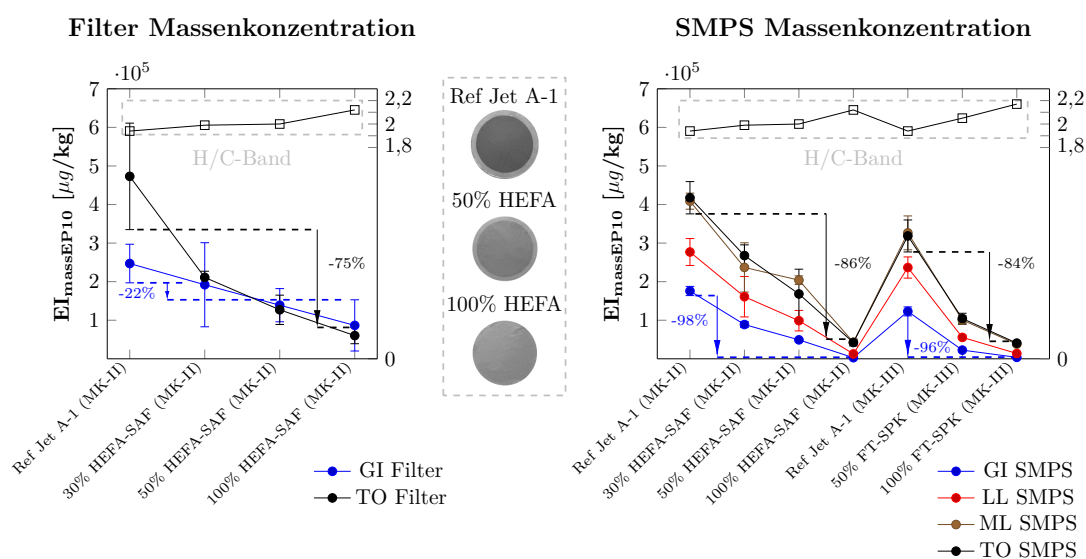 Filter Massenkonzentration
·10⁵
7
6
5
4
3
2
1
EI_massEP10 [µg/kg]
2,2
2
1,8
0
H/C-Band
-75%
-22%
Ref Jet A-1 (MK-II)
30% HEFA-SAF (MK-II)
50% HEFA-SAF (MK-II)
100% HEFA-SAF (MK-II)
GI Filter
TO Filter
Ref Jet A-1
50% HEFA
100% HEFA
SMPS Massenkonzentration
·10⁵
7
6
5
4
3
2
1
EI_massEP10 [µg/kg]
2,2
2
1,8
0
H/C-Band
-86%
-84%
-98%
-96%
Ref Jet A-1 (MK-II)
30% HEFA-SAF (MK-II)
50% HEFA-SAF (MK-II)
100% HEFA-SAF (MK-II)
Ref Jet A-1 (MK-III)
50% FT-SPK (MK-III)
100% FT-SPK (MK-III)
GI SMPS
LL SMPS
ML SMPS
TO SMPS